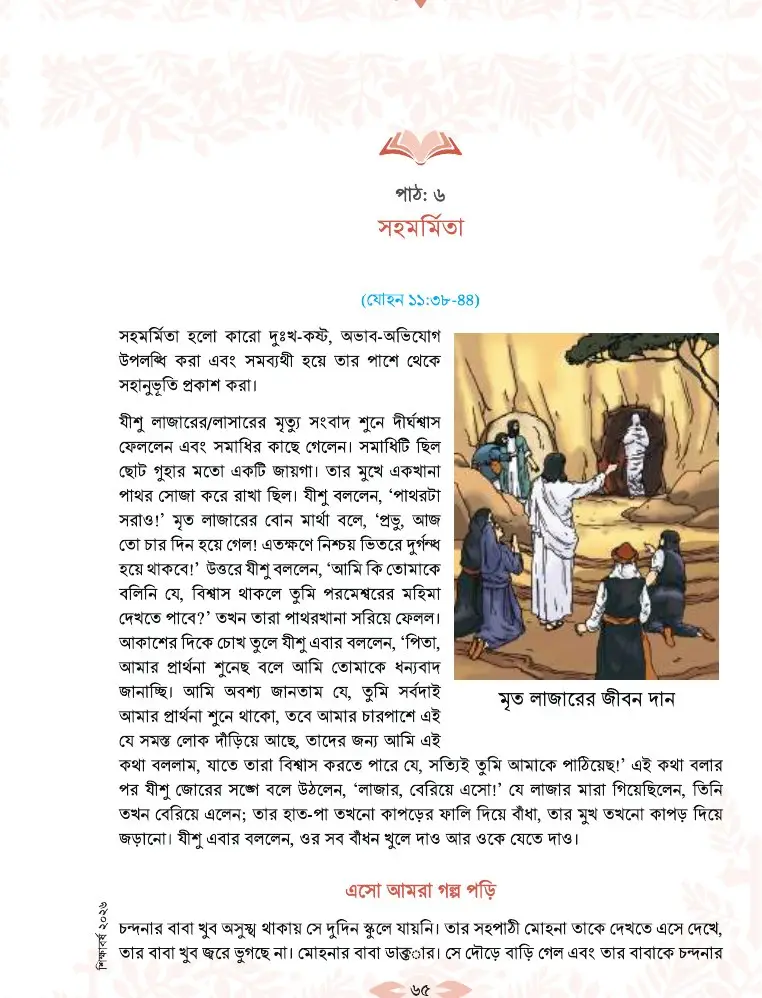 পাঠ: ৬
সহমর্মিতা
(যোহন ১১:৩৮-৪৪)
সহমর্মিতা হলো কারো দুঃখ-কষ্ট, অভাব-অভিযোগ
উপলব্ধি করা এবং সমব্যথী হয়ে তার পাশে থেকে
সহানুভূতি প্রকাশ করা।
যীশু লাজারের/লাসারের মৃত্যু সংবাদ শুনে দীর্ঘশ্বাস
ফেললেন এবং সমাধির কাছে গেলেন। সমাধিটি ছিল
ছোট গুহার মতো একটি জায়গা। তার মুখে একখানা
পাথর সোজা করে রাখা ছিল। যীশু বললেন, ‘পাথরটা
সরাও!’ মৃত লাজারের বোন মার্থা বলে, ‘প্রভু, আজ
তো চার দিন হয়ে গেল! এতক্ষণে নিশ্চয় ভিতরে দুর্গন্ধ
হয়ে থাকবে!’ উত্তরে যীশু বললেন, ‘আমি কি তোমাকে
বলিনি যে, বিশ্বাস থাকলে তুমি পরমেশ্বরের মহিমা
দেখতে পাবে?’ তখন তারা পাথরখানা সরিয়ে ফেলল।
আকাশের দিকে চোখ তুলে যীশু এবার বললেন, ‘পিতা,
আমার প্রার্থনা শুনেছ বলে আমি তোমাকে ধন্যবাদ
জানাচ্ছি। আমি অবশ্য জানতাম যে, তুমি সর্বদাই
আমার প্রার্থনা শুনে থাকো, তবে আমার চারপাশে এই
যে সমস্ত লোক দাঁড়িয়ে আছে, তাদের জন্য আমি এই
কথা বললাম, যাতে তারা বিশ্বাস করতে পারে যে, সত্যিই তুমি আমাকে পাঠিয়েছ!’ এই কথা বলার
পর যীশু জোরের সঙ্গে বলে উঠলেন, ‘লাজার, বেরিয়ে এসো!’ যে লাজার মারা গিয়েছিলেন, তিনি
তখন বেরিয়ে এলেন; তার হাত-পা তখনো কাপড়ের ফালি দিয়ে বাঁধা, তার মুখ তখনো কাপড় দিয়ে
জড়ানো। যীশু এবার বললেন, ওর সব বাঁধন খুলে দাও আর ওকে যেতে দাও।
মৃত লাজারের জীবন দান
এসো আমরা গল্প পড়ি
চন্দনার বাবা খুব অসুস্থ থাকায় সে দুদিন স্কুলে যায়নি। তার সহপাঠী মোহনা তাকে দেখতে এসে দেখে,
তার বাবা খুব জ্বরে ভুগছে না। মোহনার বাবা ডাক্তার। সে দৌড়ে বাড়ি গেল এবং তার বাবাকে চন্দনার
শিক্ষাবর্ষ ২০২৬
৬৫